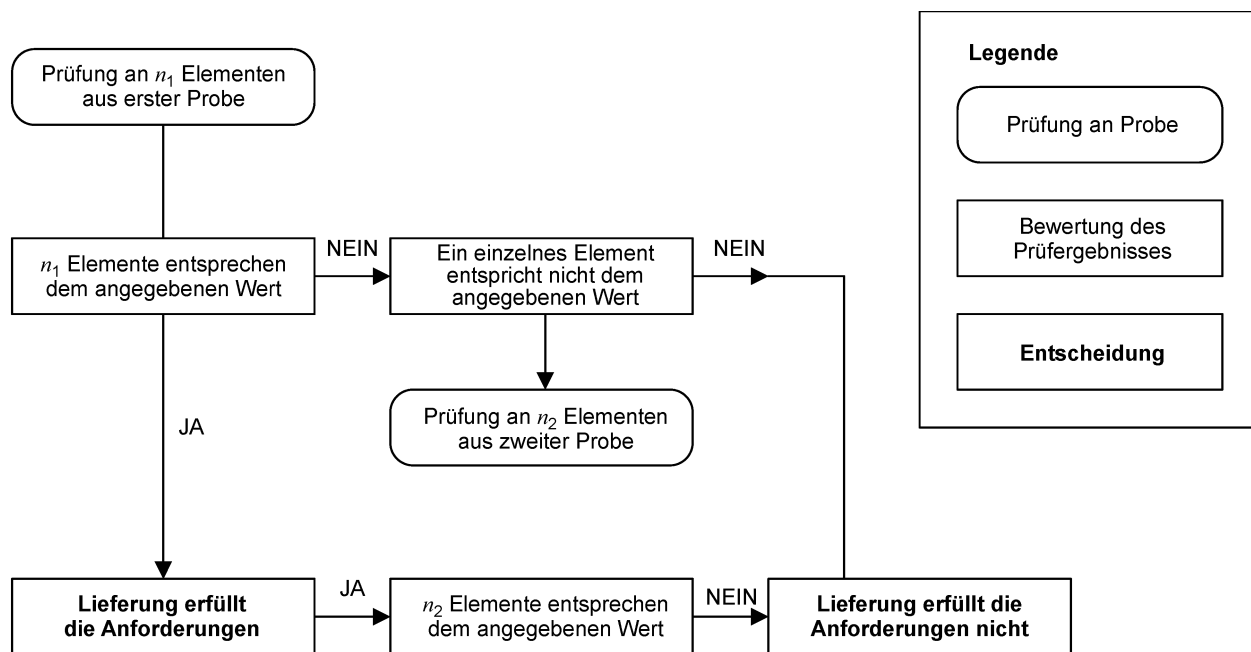 Prüfung an n1 Elementen
aus erster Probe
Legende
Prüfung an Probe
Bewertung des
Prüfergebnisses
Entscheidung
n1 Elemente entsprechen
dem angegebenen Wert
NEIN
Ein einzelnes Element
entspricht nicht dem
angegebenen Wert
NEIN
Prüfung an n2 Elementen
aus zweiter Probe
JA
Lieferung erfüllt
die Anforderungen
JA
n2 Elemente entsprechen
dem angegebenen Wert
NEIN
Lieferung erfüllt die
Anforderungen nicht